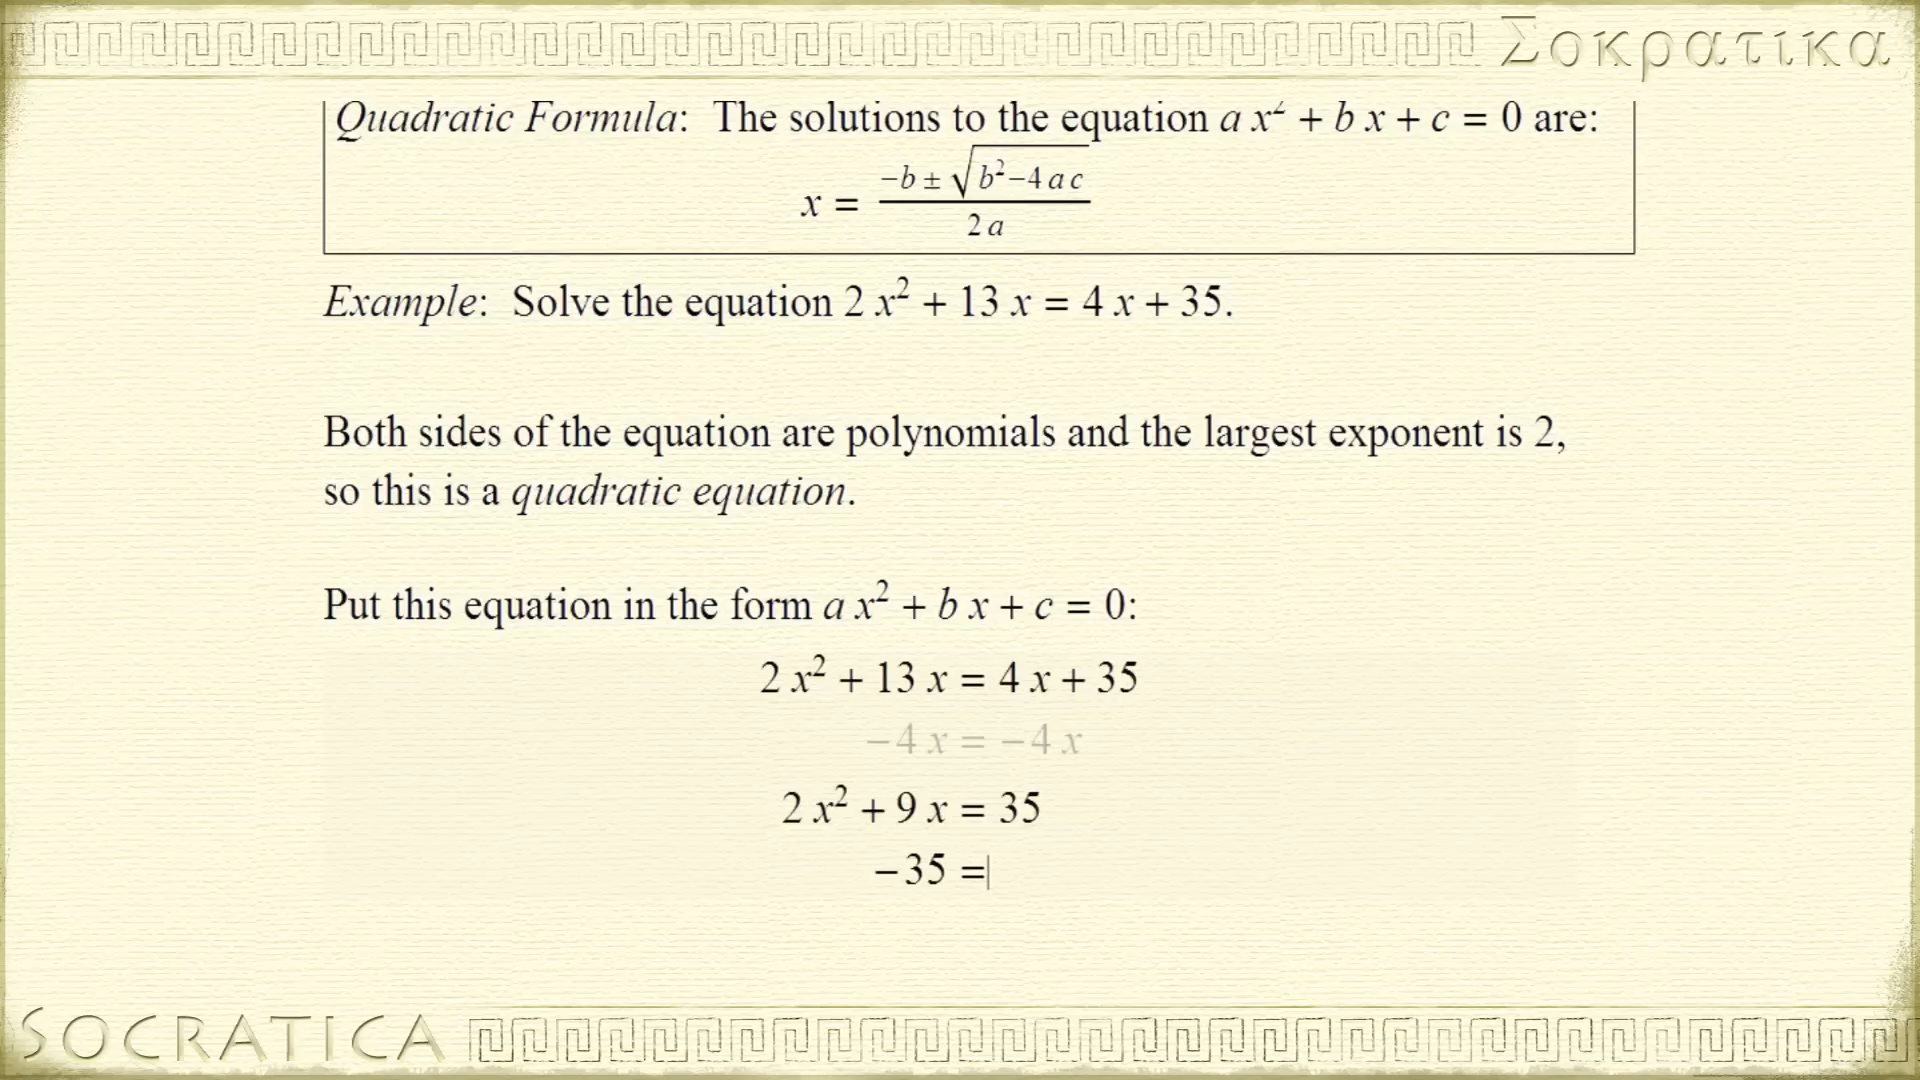 Σοκρατικα
Quadratic Formula: The solutions to the equation a x² + b x + c = 0 are:
x = (−b ± √(b²−4 a c)) / (2 a)
Example: Solve the equation 2 x² + 13 x = 4 x + 35.
Both sides of the equation are polynomials and the largest exponent is 2,
so this is a quadratic equation.
Put this equation in the form a x² + b x + c = 0:
2 x² + 13 x = 4 x + 35
−4 x = −4 x
2 x² + 9 x = 35
−35 =
SOCRATICA